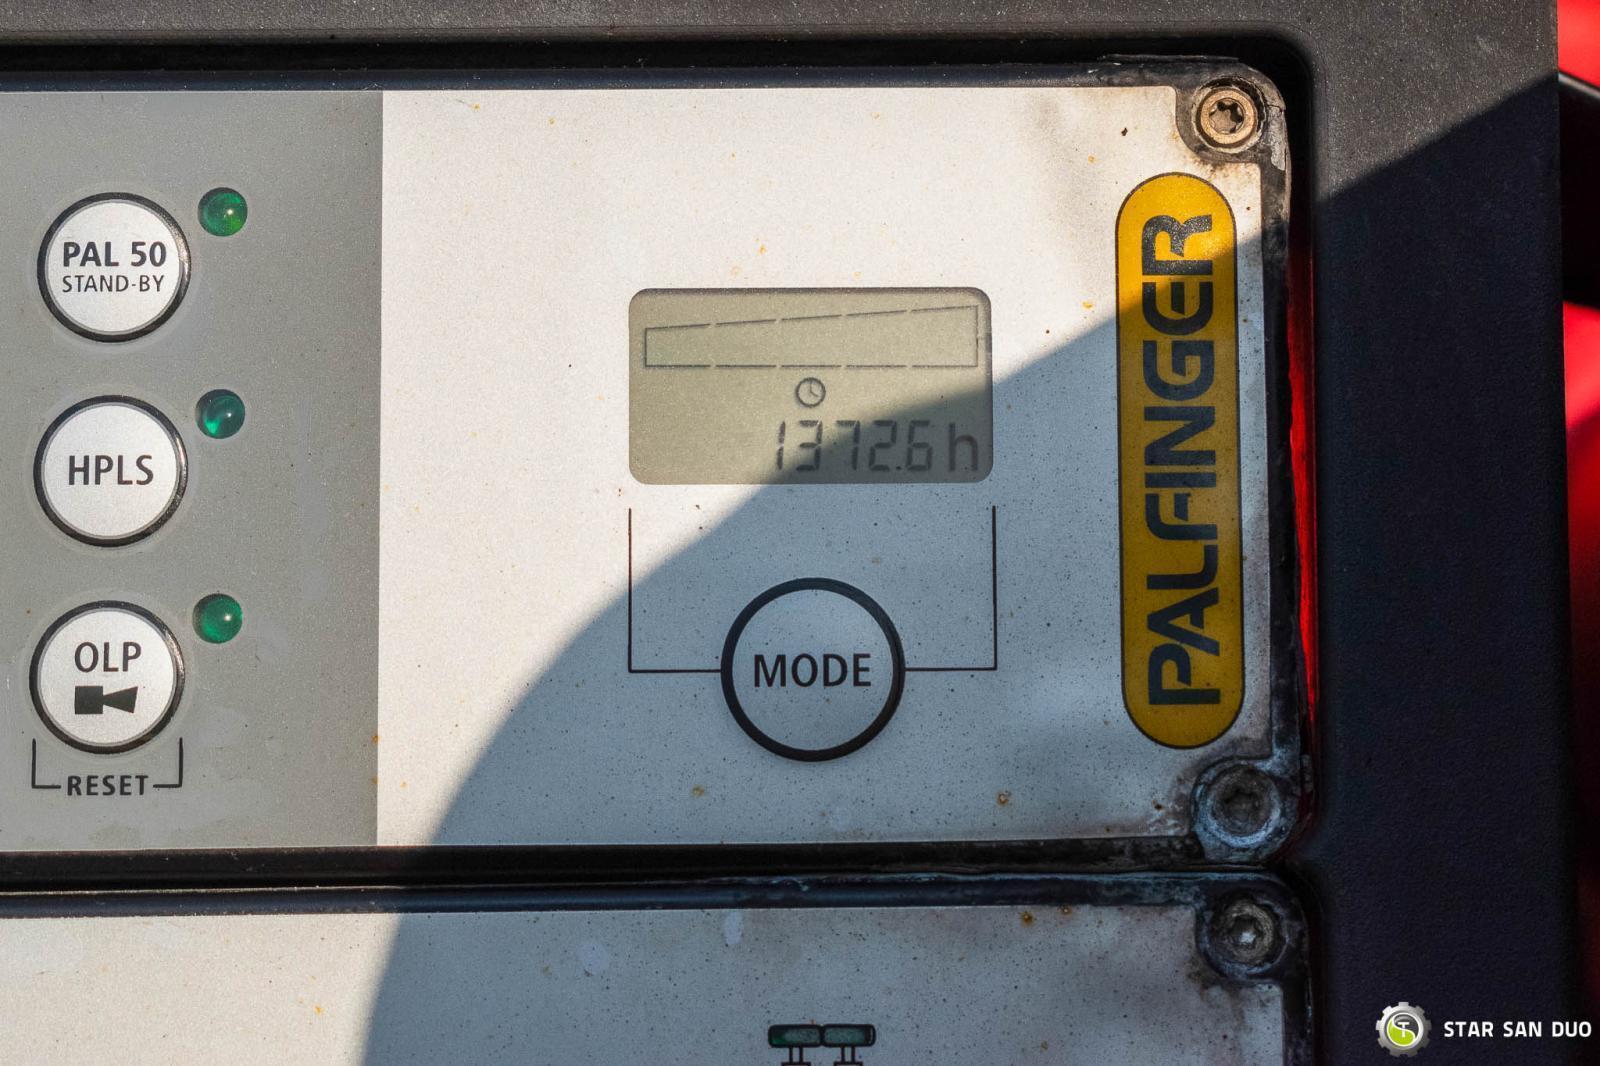 PAL 50
STAND-BY
HPLS
OLP
RESET
1372.6 h
MODE
PALFINGER
STAR SAN DUO